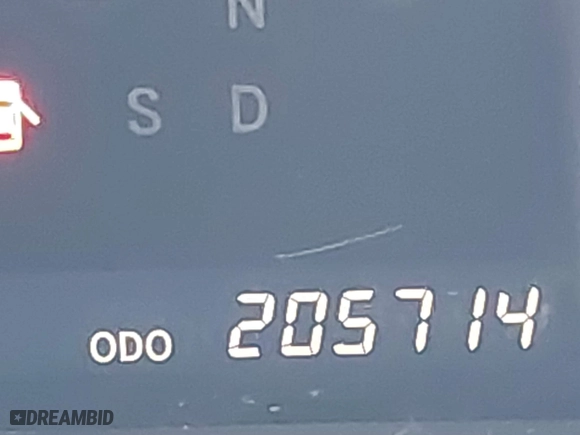 N
S D
ODO 205714
DREAMBID